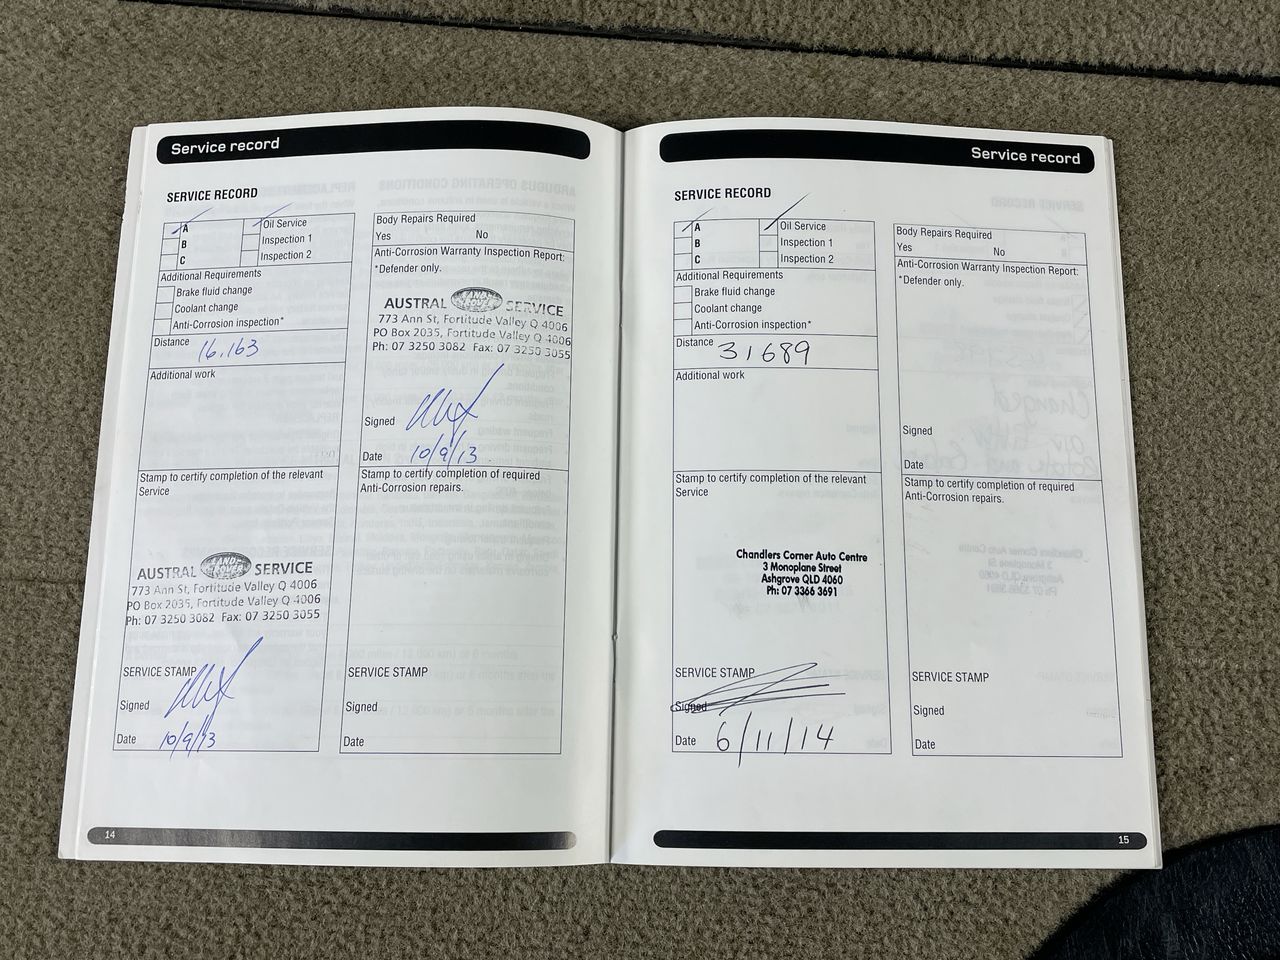 Service record
SERVICE RECORD
A
B
C
Oil Service
Inspection 1
Inspection 2
Additional Requirements
Brake fluid change
Coolant change
Anti-Corrosion inspection*
Distance
16,163
Additional work
Stamp to certify completion of the relevant
Service
AUSTRAL LAND ROVER SERVICE
773 Ann St, Fortitude Valley Q 4006
PO Box 2035, Fortitude Valley Q 4006
Ph: 07 3250 3082 Fax: 07 3250 3055
SERVICE STAMP
Signed
Date 10/9/13
Body Repairs Required
Yes No
Anti-Corrosion Warranty Inspection Report:
*Defender only.
AUSTRAL LAND ROVER SERVICE
773 Ann St, Fortitude Valley Q 4006
PO Box 2035, Fortitude Valley Q 4006
Ph: 07 3250 3082 Fax: 07 3250 3055
Signed
Date 10/9/13
Stamp to certify completion of required
Anti-Corrosion repairs.
SERVICE STAMP
Signed
Date
14
Service record
SERVICE RECORD
A
B
C
Oil Service
Inspection 1
Inspection 2
Additional Requirements
Brake fluid change
Coolant change
Anti-Corrosion inspection*
Distance 31689
Additional work
Stamp to certify completion of the relevant
Service
Chandlers Corner Auto Centre
3 Monoplane Street
Ashgrove QLD 4060
Ph: 07 3366 3691
SERVICE STAMP
Signed
Date 6/11/14
Body Repairs Required
Yes No
Anti-Corrosion Warranty Inspection Report:
*Defender only.
Signed
Date
Stamp to certify completion of required
Anti-Corrosion repairs.
SERVICE STAMP
Signed
Date
15